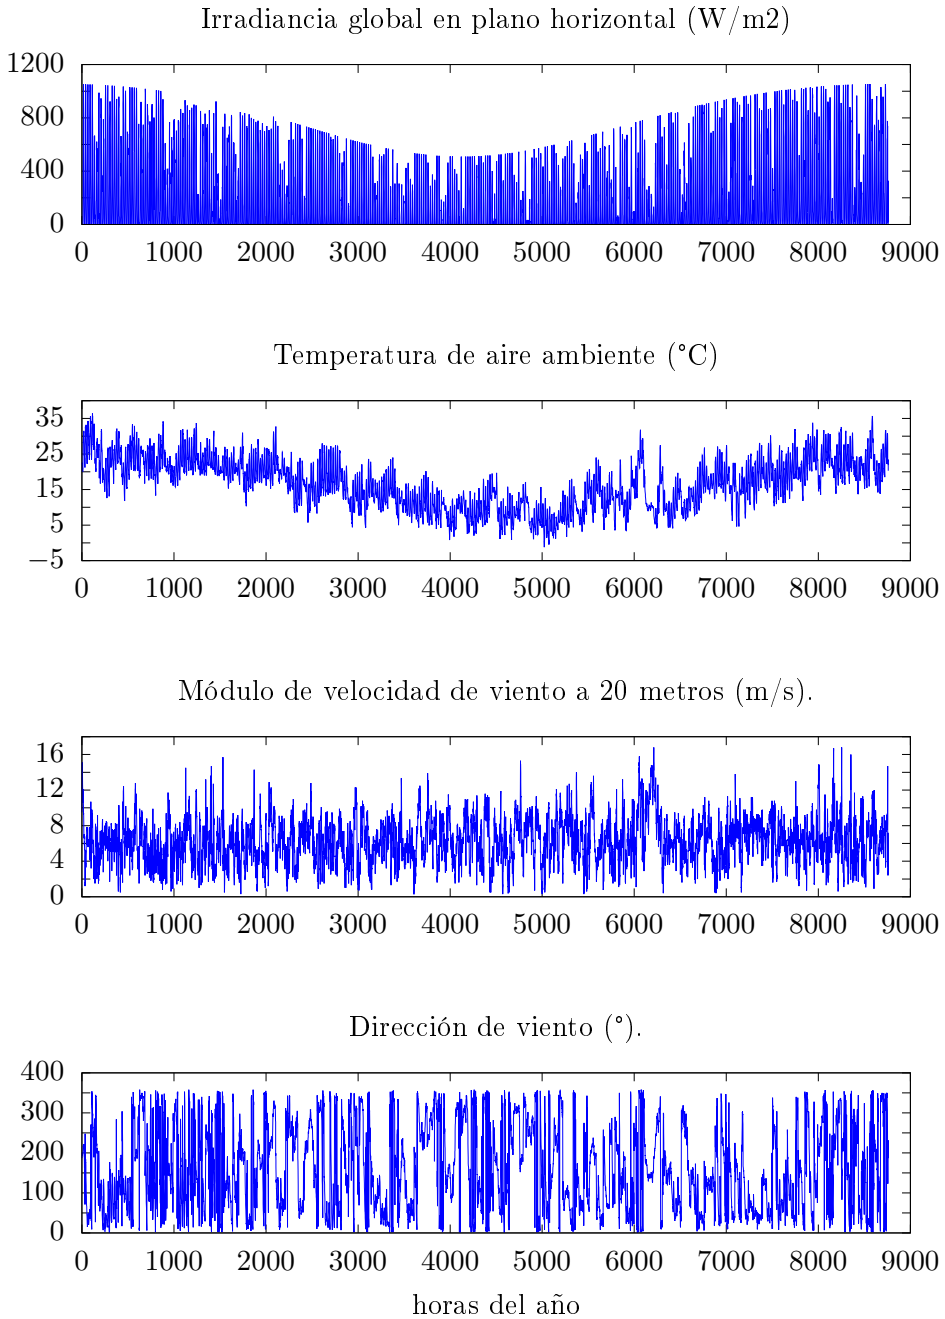 Irradiancia global en plano horizontal (W/m2)
1200
800
400
0
0 1000 2000 3000 4000 5000 6000 7000 8000 9000
Temperatura de aire ambiente (°C)
35
25
15
5
−5
0 1000 2000 3000 4000 5000 6000 7000 8000 9000
Módulo de velocidad de viento a 20 metros (m/s).
16
12
8
4
0
0 1000 2000 3000 4000 5000 6000 7000 8000 9000
Dirección de viento (°).
400
300
200
100
0
0 1000 2000 3000 4000 5000 6000 7000 8000 9000
horas del año